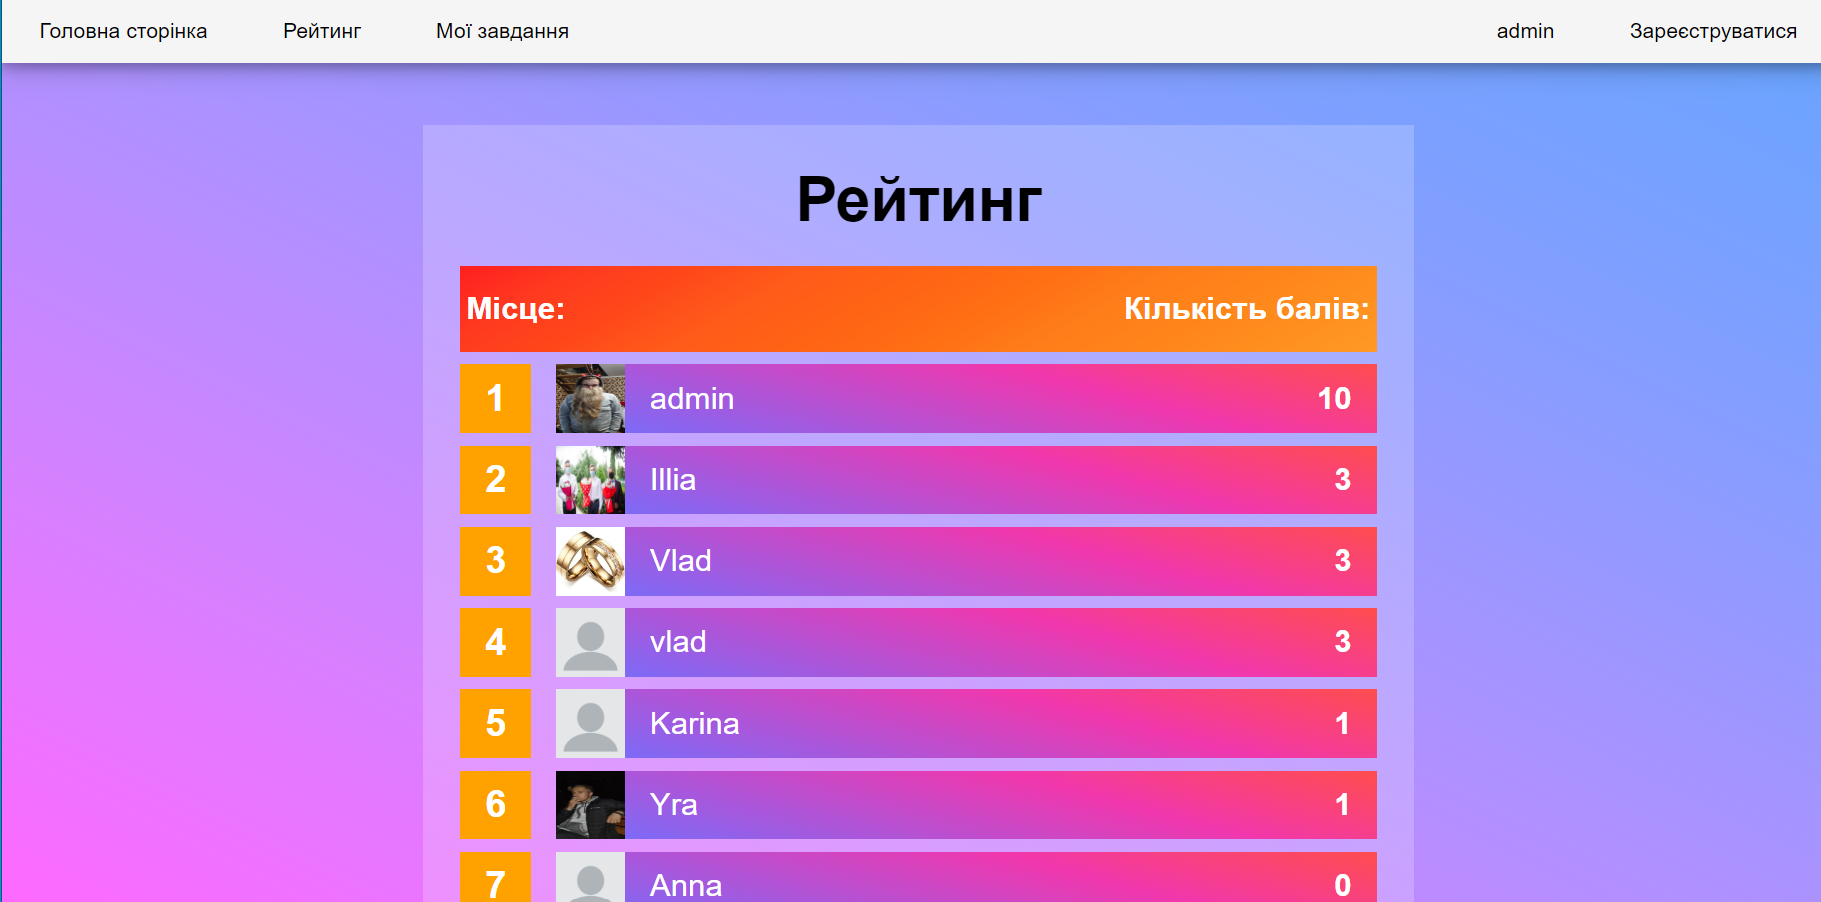 Головна сторінка Рейтинг Мої завдання admin Зареєструватися
Рейтинг
Місце: Кількість балів:
1 admin 10
2 Illia 3
3 Vlad 3
4 vlad 3
5 Karina 1
6 Yra 1
7 Anna 0